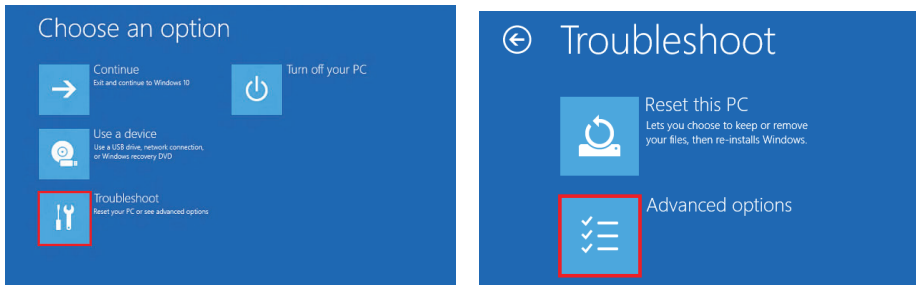 Choose an option
Continue
Exit and continue to Windows 10
Turn off your PC
Use a device
Use a USB drive, network connection,
or Windows recovery DVD
Troubleshoot
Reset your PC or see advanced options
Troubleshoot
Reset this PC
Lets you choose to keep or remove
your files, then re-installs Windows.
Advanced options